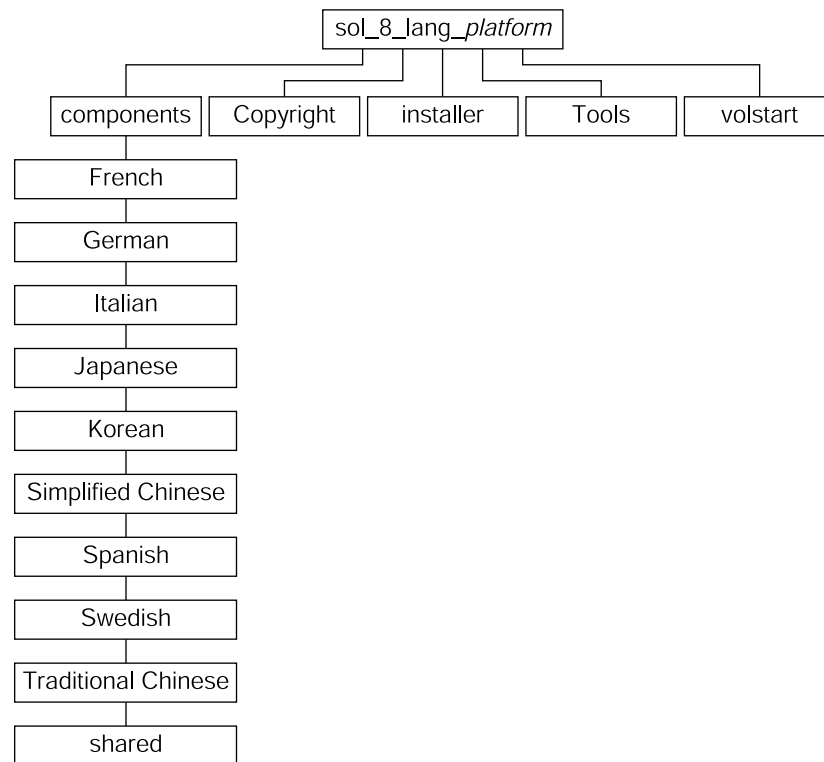 sol_8_lang_platform
components
Copyright
installer
Tools
volstart
French
German
Italian
Japanese
Korean
Simplified Chinese
Spanish
Swedish
Traditional Chinese
shared